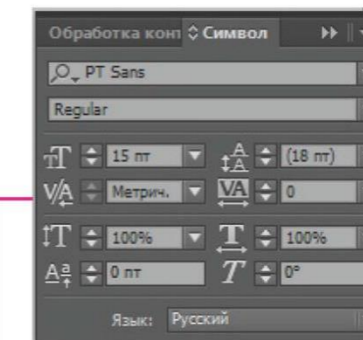 Обработка конт Символ
PT Sans
Regular
15 пт (18 пт)
Метрич. 0
100% 100%
0 пт 0°
Язык: Русский